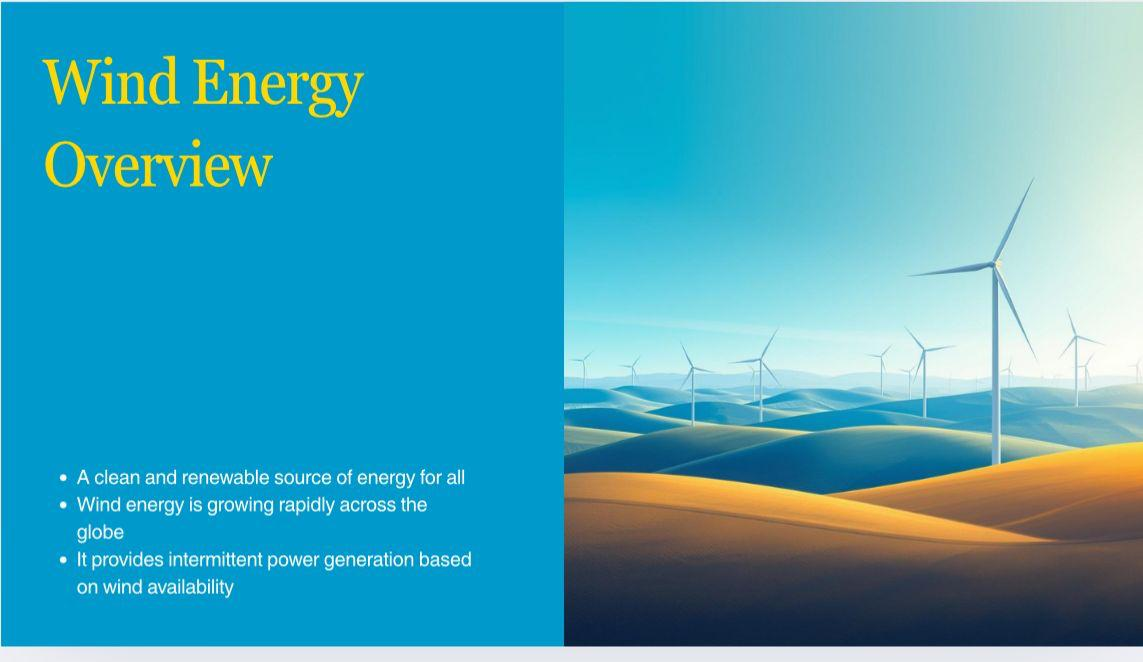 Wind Energy
Overview
• A clean and renewable source of energy for all
• Wind energy is growing rapidly across the
globe
• It provides intermittent power generation based
on wind availability